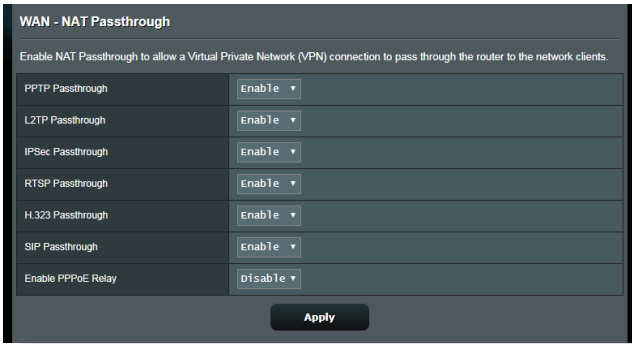 WAN - NAT Passthrough
Enable NAT Passthrough to allow a Virtual Private Network (VPN) connection to pass through the router to the network clients.
PPTP Passthrough Enable
L2TP Passthrough Enable
IPSec Passthrough Enable
RTSP Passthrough Enable
H.323 Passthrough Enable
SIP Passthrough Enable
Enable PPPoE Relay Disable
Apply